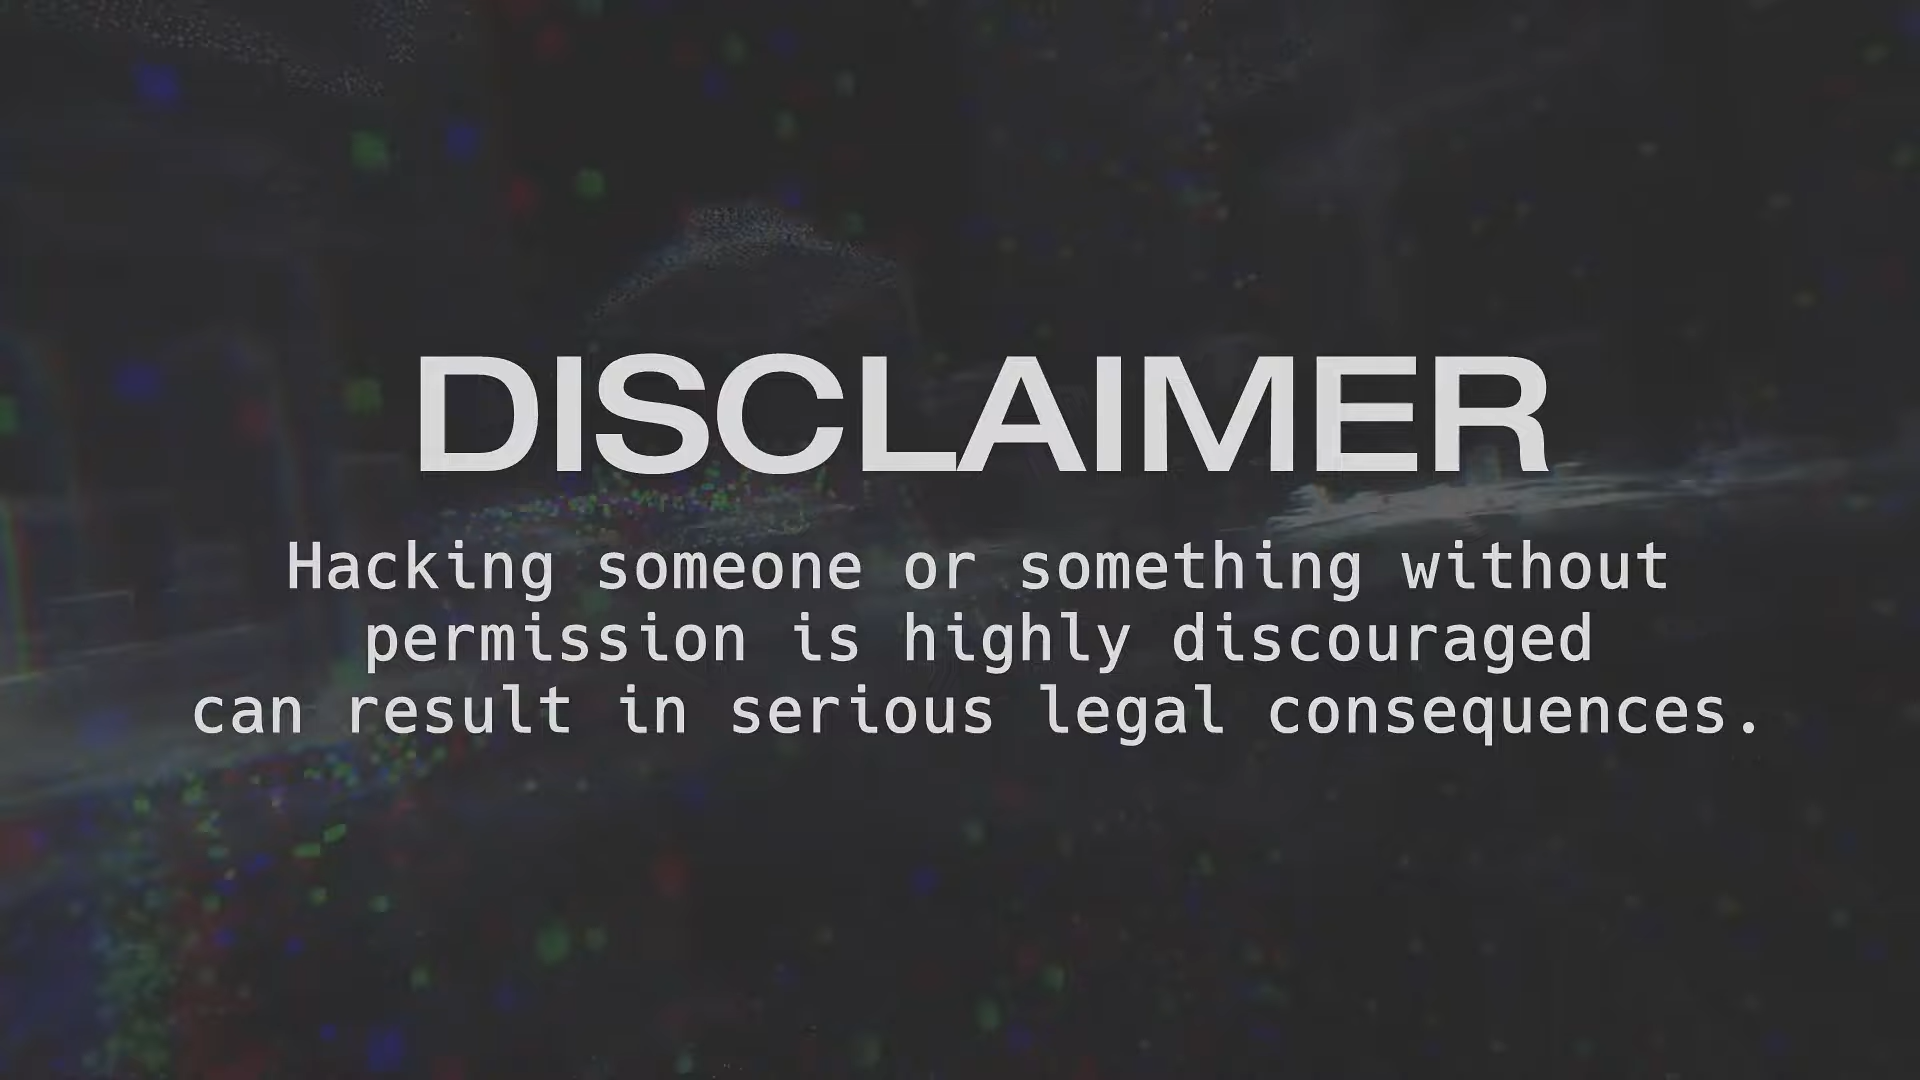 DISCLAIMER
Hacking someone or something without
permission is highly discouraged
can result in serious legal consequences.